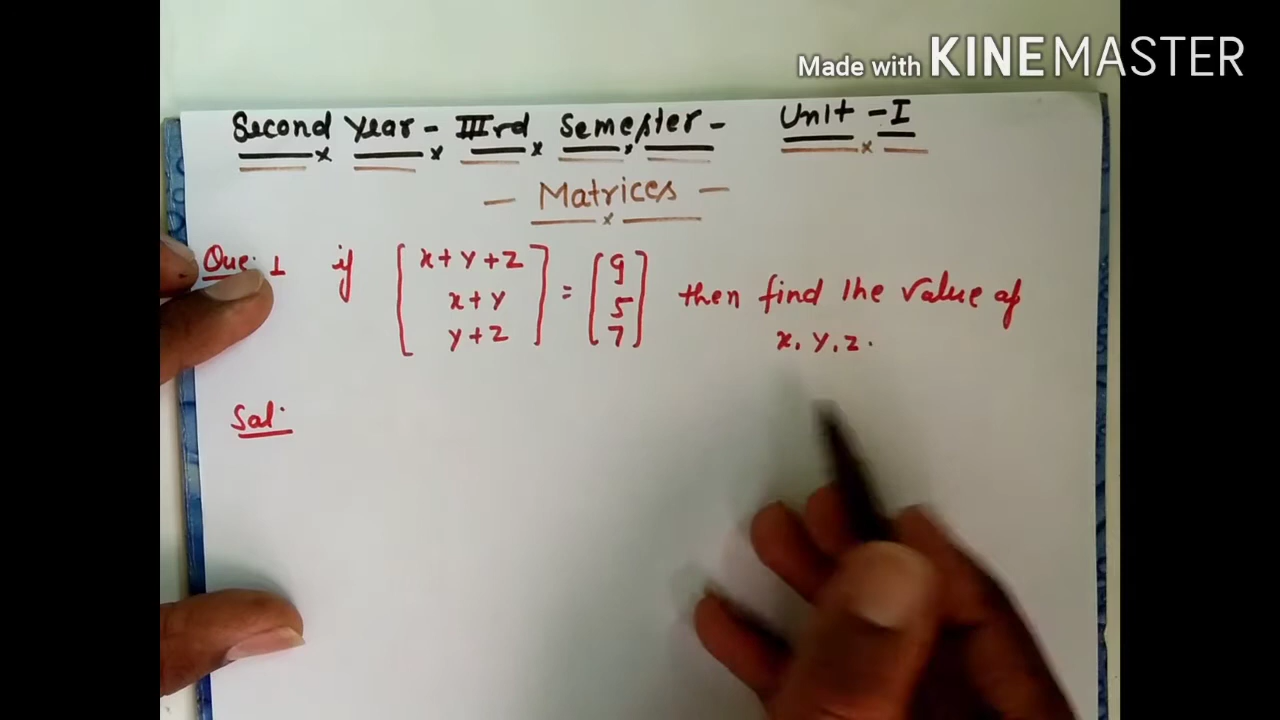 Made with KINEMASTER
Second Year - IIIrd Semester - Unit - I
- Matrices -
Que: 1 if [x+y+z] = [9] then find the value of
x+y 5
y+z 7
x, y, z.
Sol: